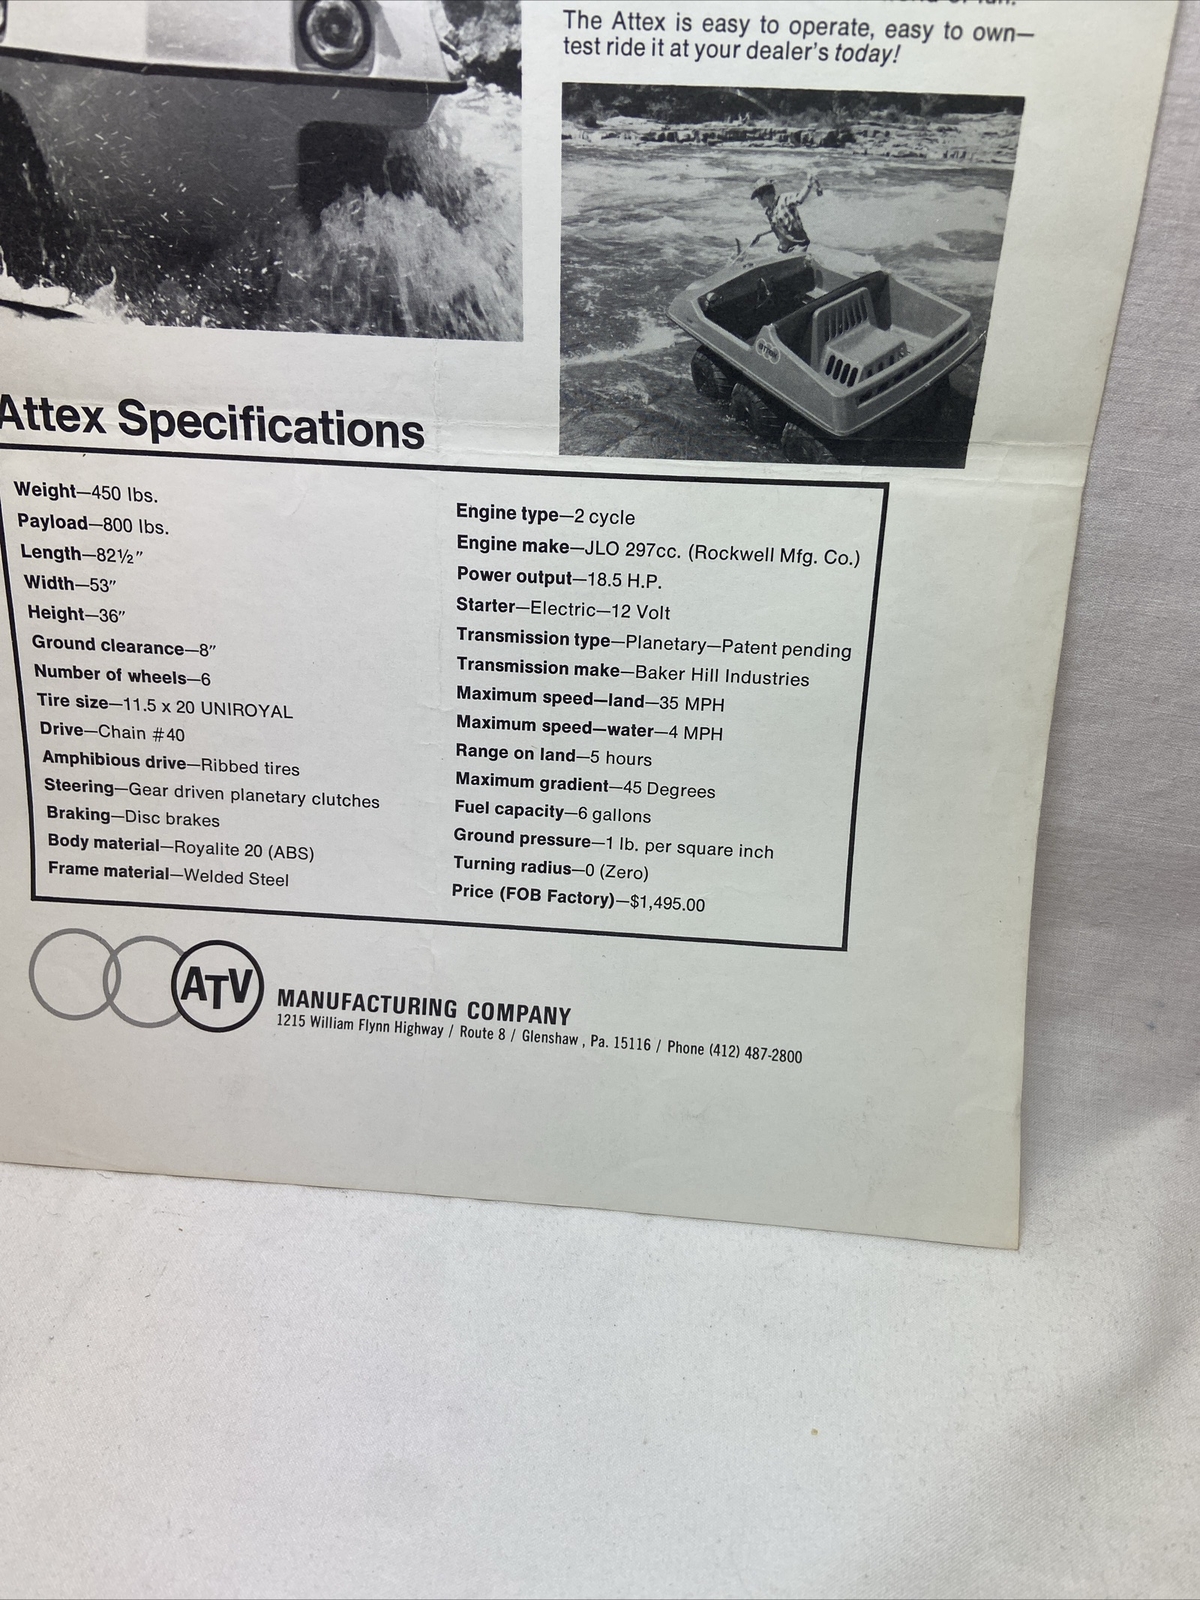 The Attex is easy to operate, easy to own—
test ride it at your dealer's today!
Attex Specifications
Weight—450 lbs.
Payload—800 lbs.
Length—82½"
Width—53"
Height—36"
Ground clearance—8"
Number of wheels—6
Tire size—11.5 x 20 UNIROYAL
Drive—Chain #40
Amphibious drive—Ribbed tires
Steering—Gear driven planetary clutches
Braking—Disc brakes
Body material—Royalite 20 (ABS)
Frame material—Welded Steel
Engine type—2 cycle
Engine make—JLO 297cc. (Rockwell Mfg. Co.)
Power output—18.5 H.P.
Starter—Electric—12 Volt
Transmission type—Planetary—Patent pending
Transmission make—Baker Hill Industries
Maximum speed—land—35 MPH
Maximum speed—water—4 MPH
Range on land—5 hours
Maximum gradient—45 Degrees
Fuel capacity—6 gallons
Ground pressure—1 lb. per square inch
Turning radius—0 (Zero)
Price (FOB Factory)—$1,495.00
ATV
MANUFACTURING COMPANY
1215 William Flynn Highway / Route 8 / Glenshaw, Pa. 15116 / Phone (412) 487-2800